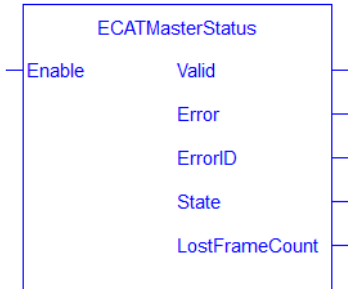 ECATMasterStatus
Enable Valid
Error
ErrorID
State
LostFrameCount